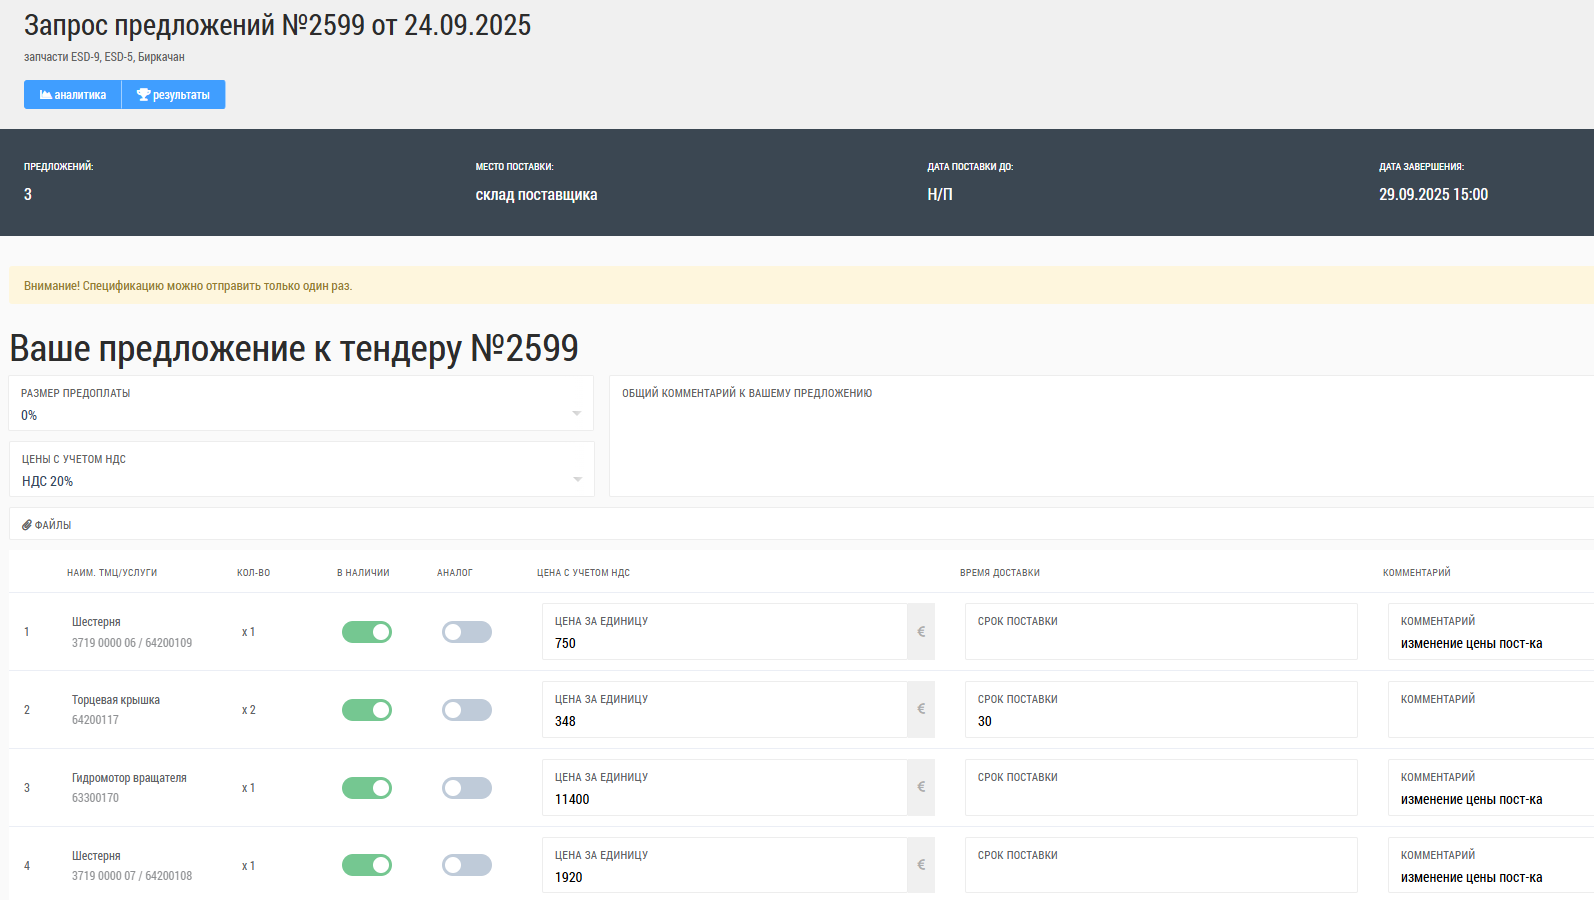 Запрос предложений №2599 от 24.09.2025
запчасти ESD-9, ESD-5, Биркачан
аналитика
результаты
ПРЕДЛОЖЕНИЙ:
3
МЕСТО ПОСТАВКИ:
склад поставщика
ДАТА ПОСТАВКИ ДО:
Н/П
ДАТА ЗАВЕРШЕНИЯ:
29.09.2025 15:00
Внимание! Спецификацию можно отправить только один раз.
Ваше предложение к тендеру №2599
РАЗМЕР ПРЕДОПЛАТЫ
0%
ЦЕНЫ С УЧЕТОМ НДС
НДС 20%
ОБЩИЙ КОММЕНТАРИЙ К ВАШЕМУ ПРЕДЛОЖЕНИЮ
ФАЙЛЫ
НАИМ. ТМЦ/УСЛУГИ КОЛ-ВО В НАЛИЧИИ АНАЛОГ ЦЕНА С УЧЕТОМ НДС ВРЕМЯ ДОСТАВКИ КОММЕНТАРИЙ
1
Шестерня
3719 0000 06 / 64200109
x 1
ЦЕНА ЗА ЕДИНИЦУ
750
€
СРОК ПОСТАВКИ
КОММЕНТАРИЙ
изменение цены пост-ка
2
Торцевая крышка
64200117
x 2
ЦЕНА ЗА ЕДИНИЦУ
348
€
СРОК ПОСТАВКИ
30
КОММЕНТАРИЙ
3
Гидромотор вращателя
63300170
x 1
ЦЕНА ЗА ЕДИНИЦУ
11400
€
СРОК ПОСТАВКИ
КОММЕНТАРИЙ
изменение цены пост-ка
4
Шестерня
3719 0000 07 / 64200108
x 1
ЦЕНА ЗА ЕДИНИЦУ
1920
€
СРОК ПОСТАВКИ
КОММЕНТАРИЙ
изменение цены пост-ка